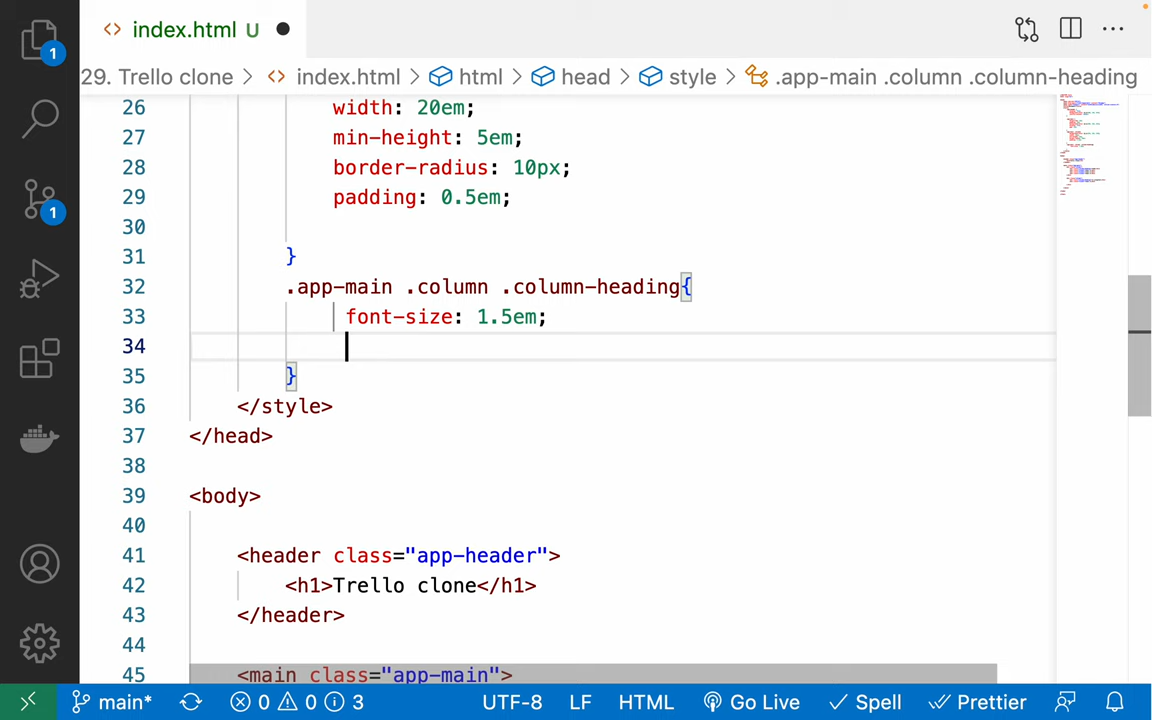 index.html U
29. Trello clone > index.html > html > head > style > .app-main .column .column-heading
26 width: 20em;
27 min-height: 5em;
28 border-radius: 10px;
29 padding: 0.5em;
30
31 }
32 .app-main .column .column-heading{
33 font-size: 1.5em;
34
35 }
36 </style>
37 </head>
38
39 <body>
40
41 <header class="app-header">
42 <h1>Trello clone</h1>
43 </header>
44
45 <main class="app-main">
1
1
main* 0 0 3 UTF-8 LF HTML Go Live Spell Prettier